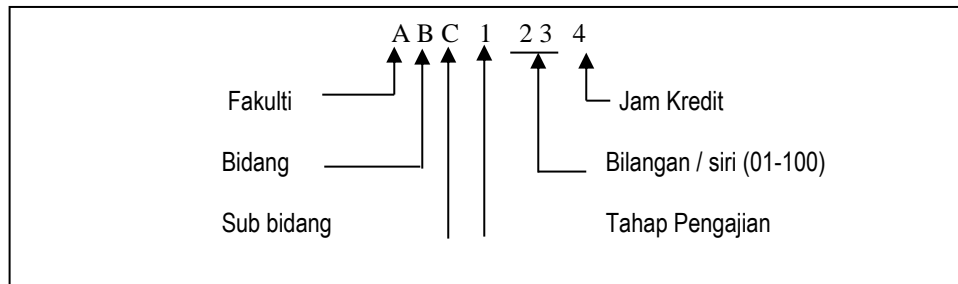 A B C 1 2 3 4
Fakulti Jam Kredit
Bidang Bilangan / siri (01-100)
Sub bidang Tahap Pengajian